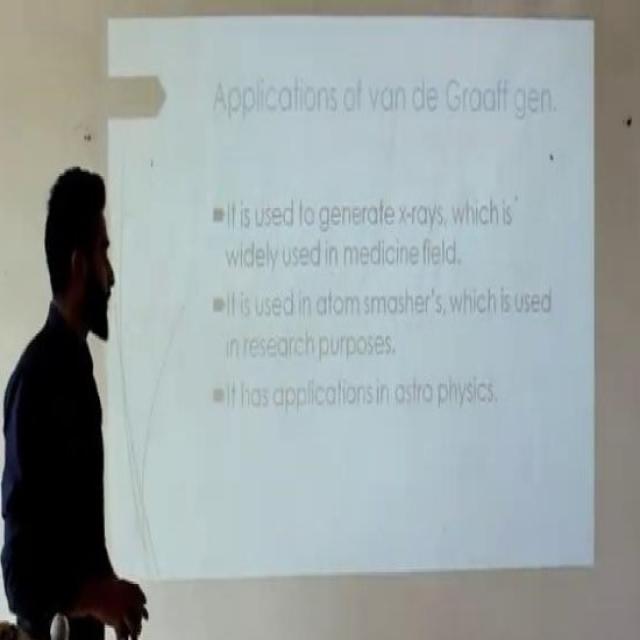 Applications of van de Graaff gen.
It is used to generate x-rays, which is
widely used in medicine field.
It is used in atom smasher's, which is used
in research purposes.
It has applications in astro physics.